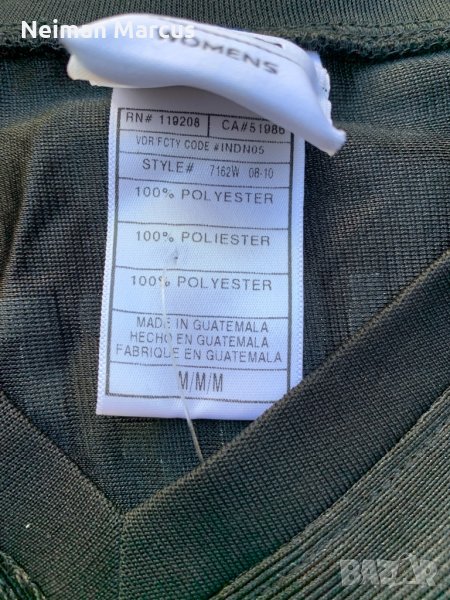 Neiman Marcus
WOMENS
RN# 119208 CA#51986
VDR FCTY CODE #INDN05
STYLE# 7162W 08-10
100% POLYESTER
100% POLIESTER
100% POLYESTER
MADE IN GUATEMALA
HECHO EN GUATEMALA
FABRIQUE EN GUATEMALA
M/M/M
BAZAR